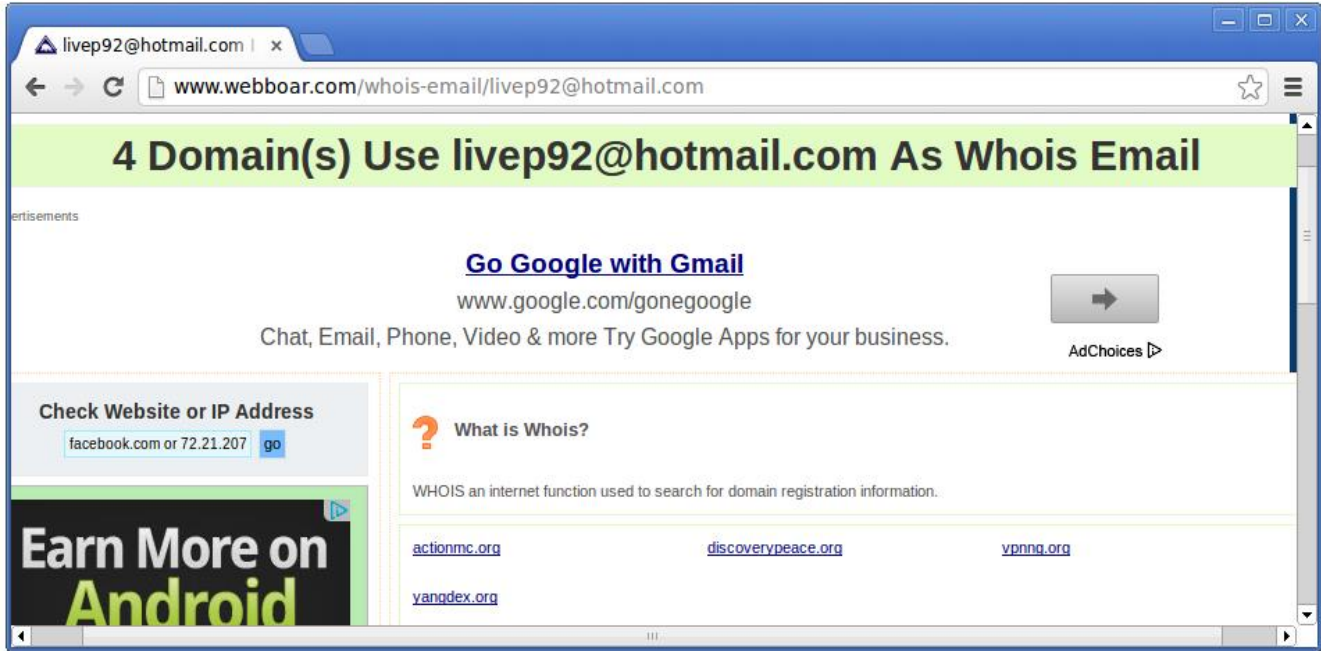 livep92@hotmail.com |
www.webboar.com/whois-email/livep92@hotmail.com
4 Domain(s) Use livep92@hotmail.com As Whois Email
ertisements
Go Google with Gmail
www.google.com/gonegoogle
Chat, Email, Phone, Video & more Try Google Apps for your business.
AdChoices
Check Website or IP Address
facebook.com or 72.21.207 go
Earn More on
Android
What is Whois?
WHOIS an internet function used to search for domain registration information.
actionmc.org discoverypeace.org vpnnq.org
yangdex.org